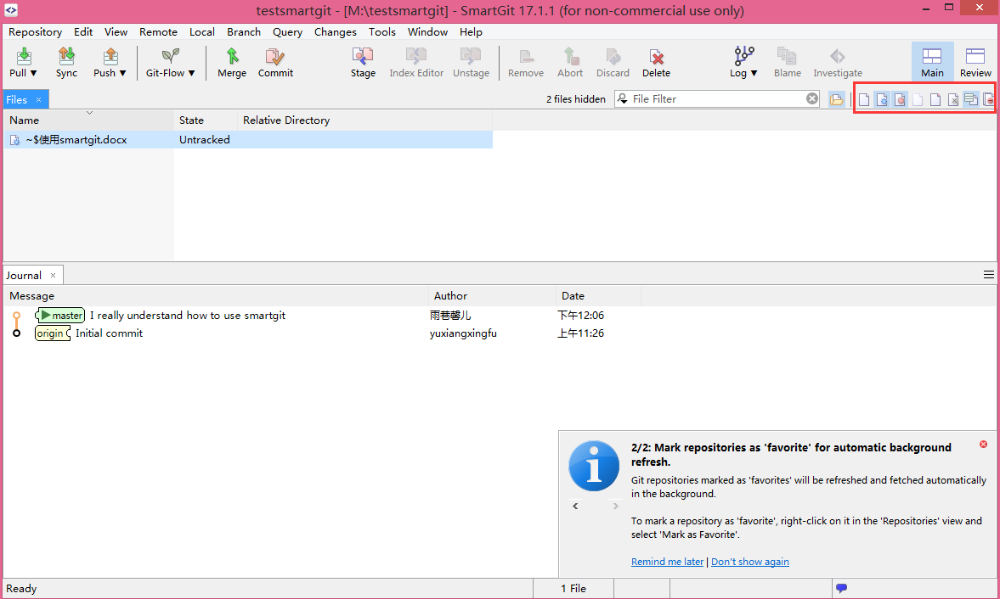 testsmartgit - [M:\testsmartgit] - SmartGit 17.1.1 (for non-commercial use only)
Repository Edit View Remote Local Branch Query Changes Tools Window Help
Pull ▼ Sync Push ▼ Git-Flow ▼ Merge Commit Stage Index Editor Unstage Remove Abort Discard Delete Log ▼ Blame Investigate Main Review
Files × 2 files hidden File Filter
Name State Relative Directory
~$使用smartgit.docx Untracked
Journal ×
Message Author Date
master I really understand how to use smartgit 雨巷馨儿 下午12:06
origin Initial commit yuxiangxingfu 上午11:26
2/2: Mark repositories as 'favorite' for automatic background
refresh.
Git repositories marked as 'favorites' will be refreshed and fetched automatically
in the background.
To mark a repository as 'favorite', right-click on it in the 'Repositories' view and
select 'Mark as Favorite'.
Remind me later | Don't show again
Ready 1 File